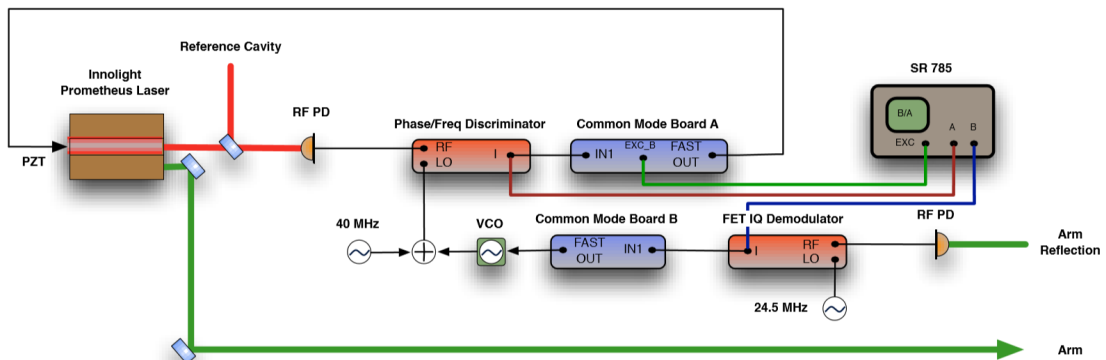 Reference Cavity
Innolight
Prometheus Laser
RF PD
SR 785
B/A
EXC
A
B
Phase/Freq Discriminator
RF
LO
I
Common Mode Board A
IN1
EXC_B
FAST
OUT
PZT
40 MHz
VCO
Common Mode Board B
FAST
OUT
IN1
FET IQ Demodulator
I
RF
LO
RF PD
Arm
Reflection
24.5 MHz
Arm